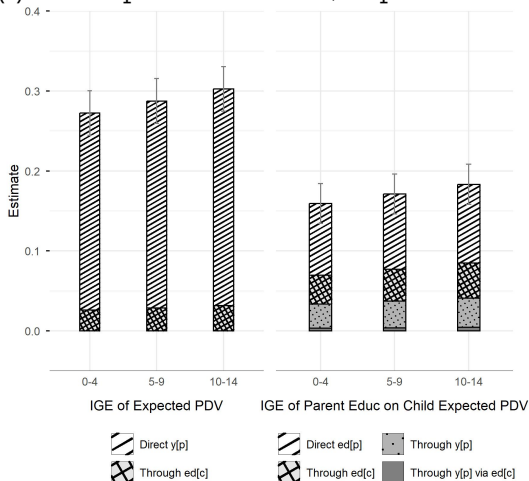 0.4
0.3
0.2
0.1
0.0
Estimate
0-4 5-9 10-14
0-4 5-9 10-14
IGE of Expected PDV
IGE of Parent Educ on Child Expected PDV
Direct y[p]
Through ed[c]
Direct ed[p]
Through y[p]
Through ed[c]
Through y[p] via ed[c]